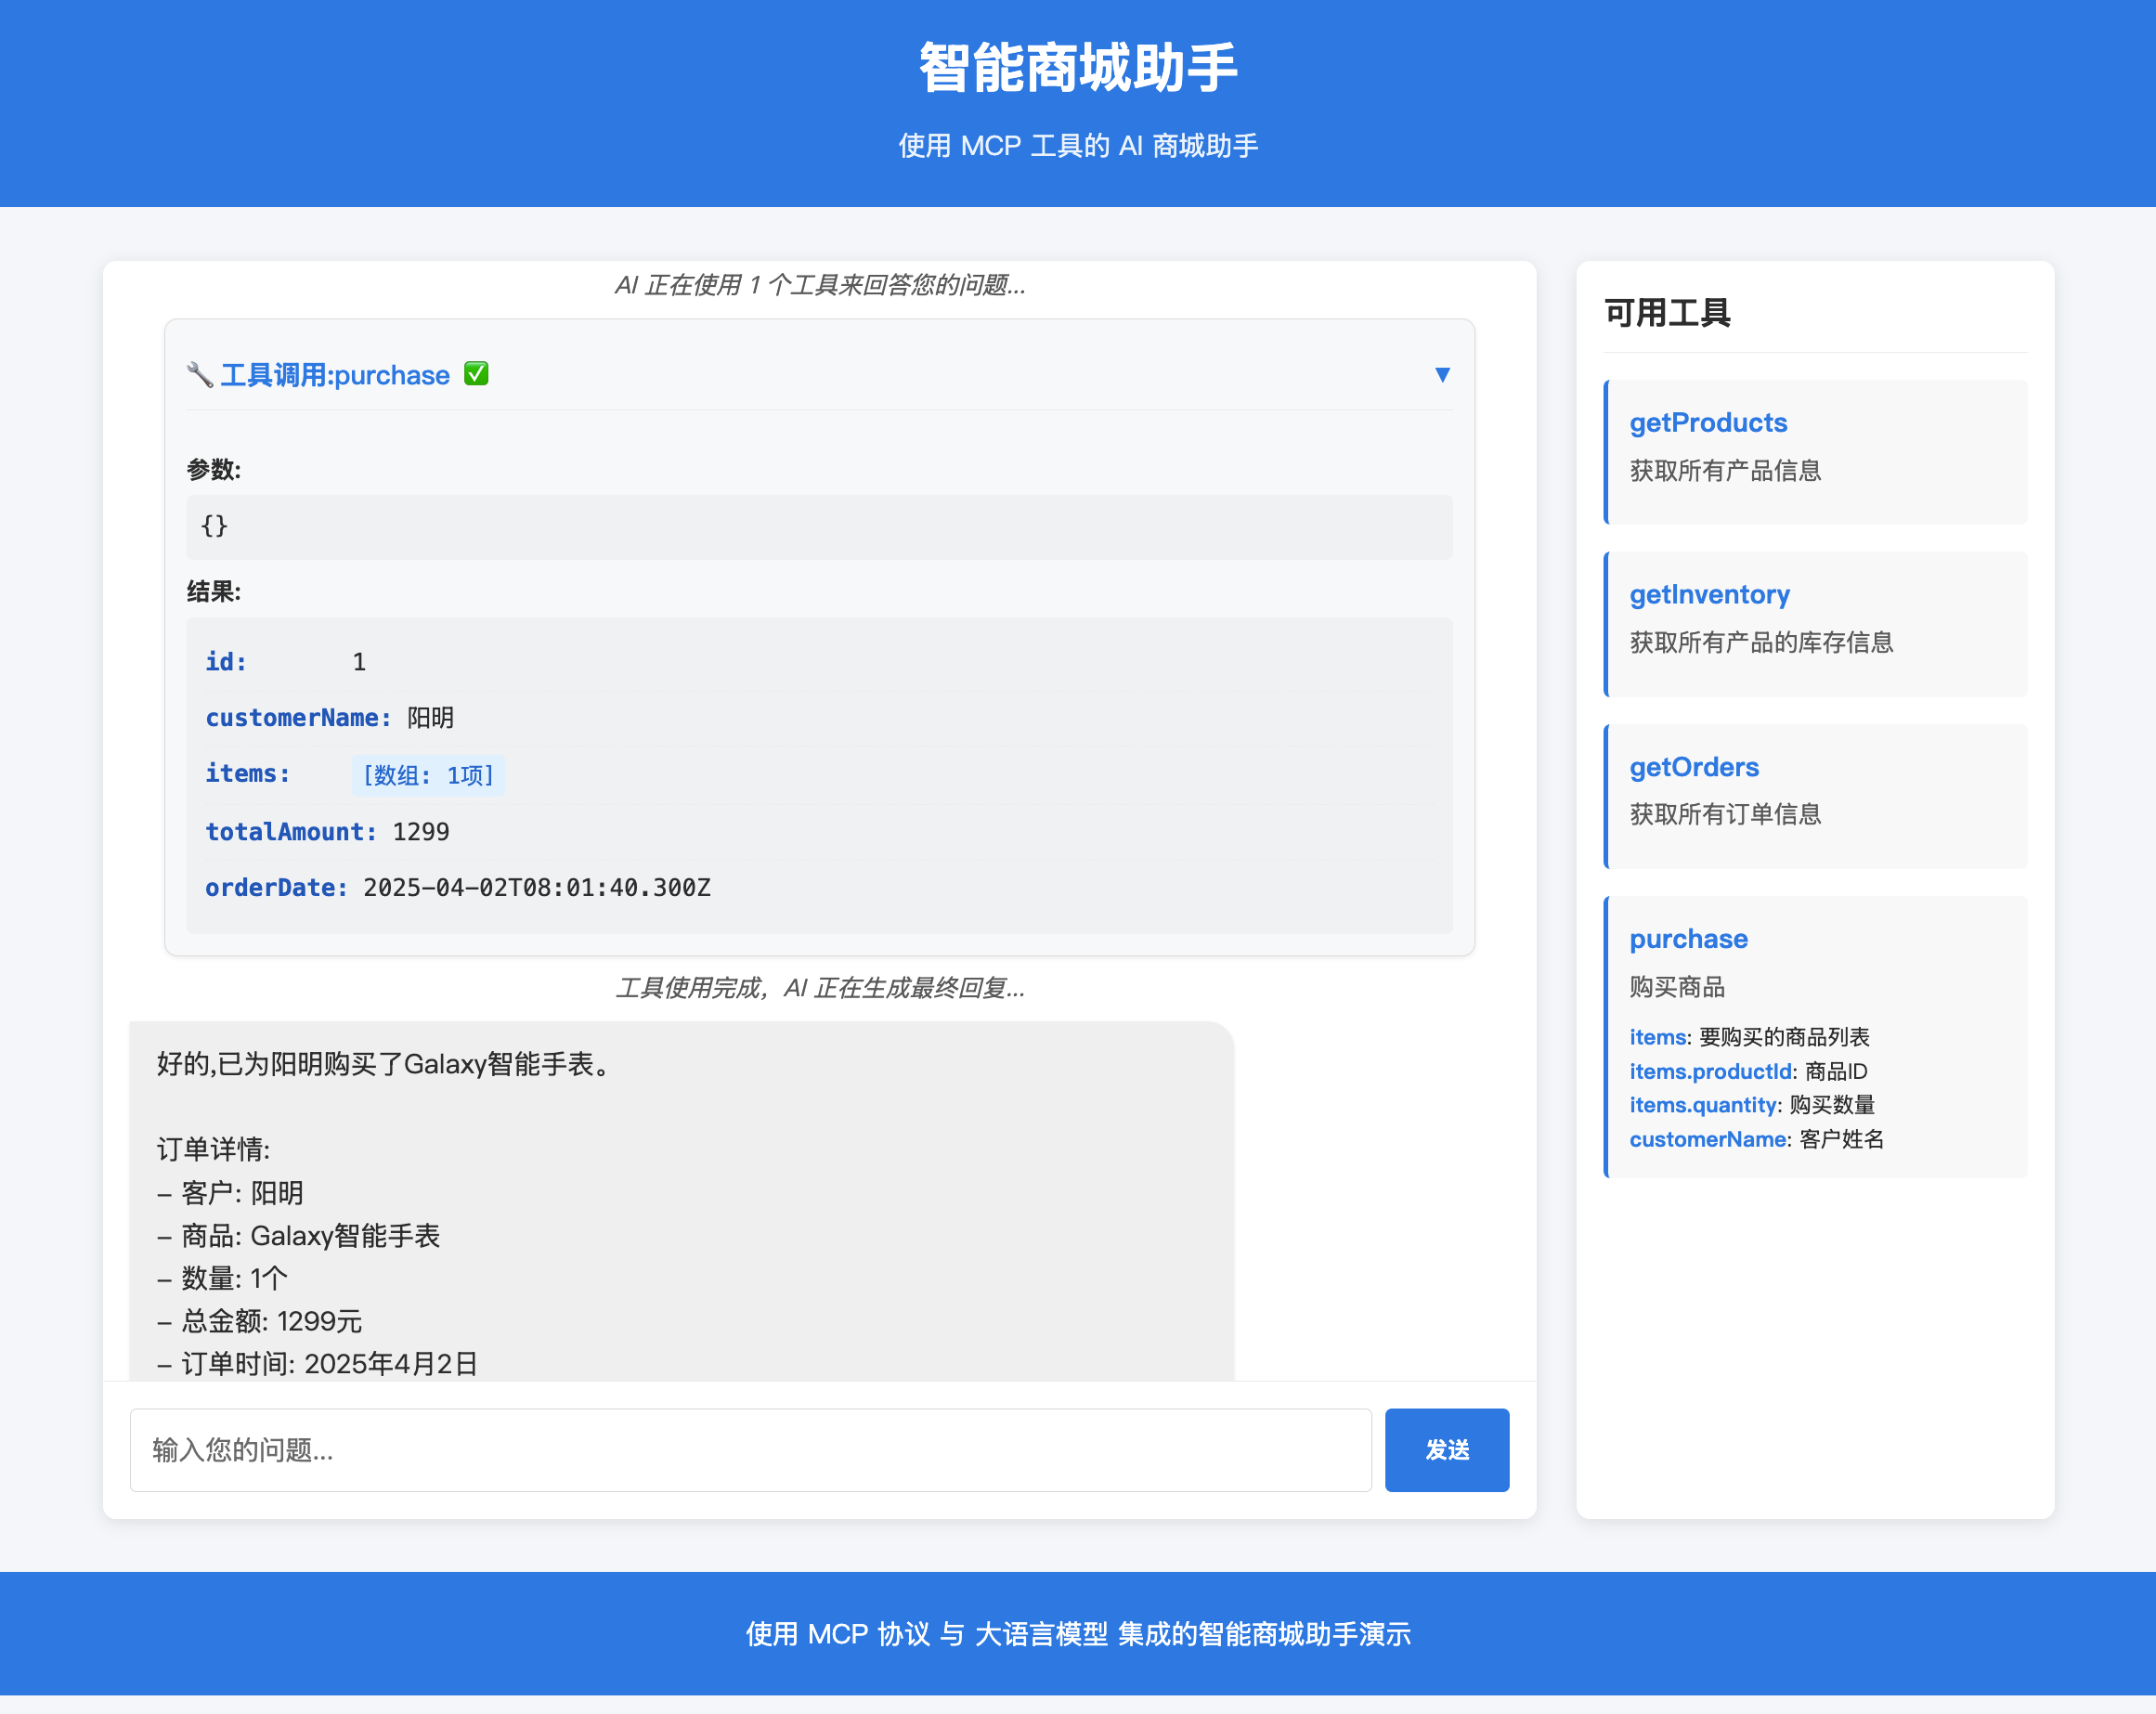 智能商城助手
使用 MCP 工具的 AI 商城助手
AI 正在使用 1 个工具来回答您的问题...
🔧 工具调用:purchase ✅ ▼
参数:
{}
结果:
id: 1
customerName: 阳明
items: [数组: 1项]
totalAmount: 1299
orderDate: 2025-04-02T08:01:40.300Z
工具使用完成，AI 正在生成最终回复...
好的,已为阳明购买了Galaxy智能手表。
订单详情:
– 客户: 阳明
– 商品: Galaxy智能手表
– 数量: 1个
– 总金额: 1299元
– 订单时间: 2025年4月2日
输入您的问题...
发送
可用工具
getProducts
获取所有产品信息
getInventory
获取所有产品的库存信息
getOrders
获取所有订单信息
purchase
购买商品
items: 要购买的商品列表
items.productId: 商品ID
items.quantity: 购买数量
customerName: 客户姓名
使用 MCP 协议 与 大语言模型 集成的智能商城助手演示